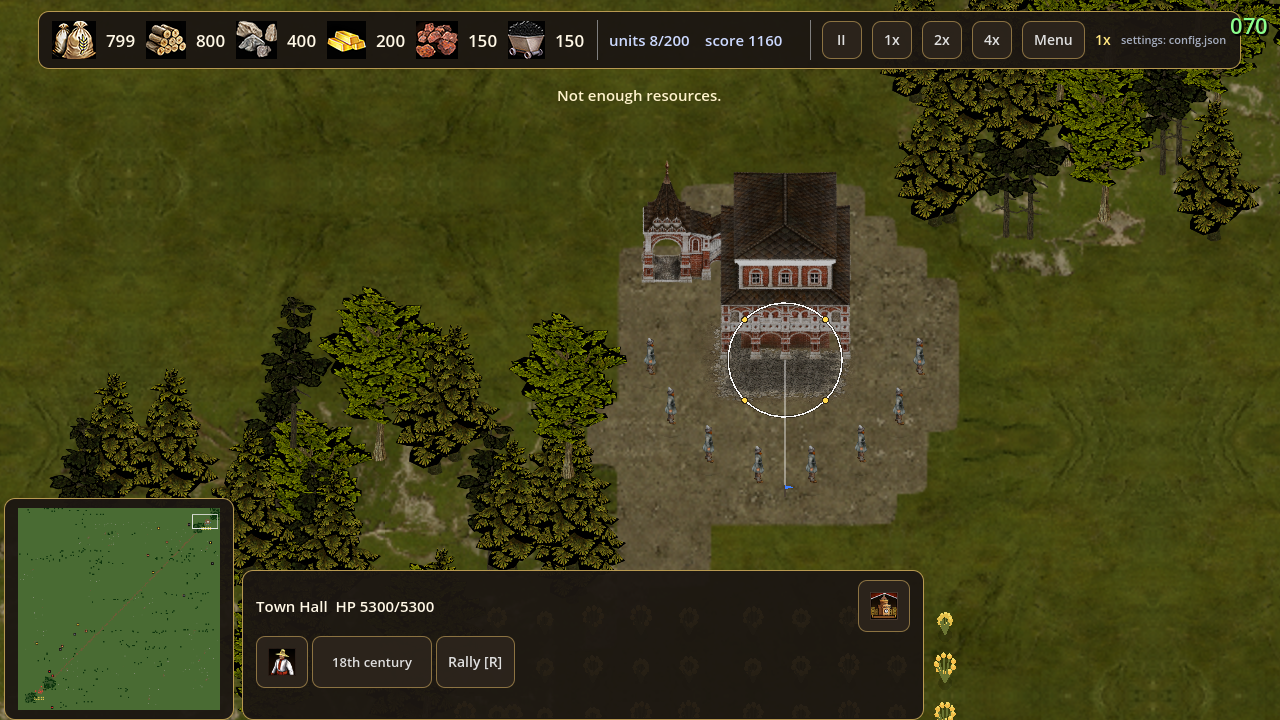 799 800 400 200 150 150 units 8/200 score 1160 II 1x 2x 4x Menu 1x settings: config.json 070
Not enough resources.
Town Hall HP 5300/5300
18th century Rally [R]